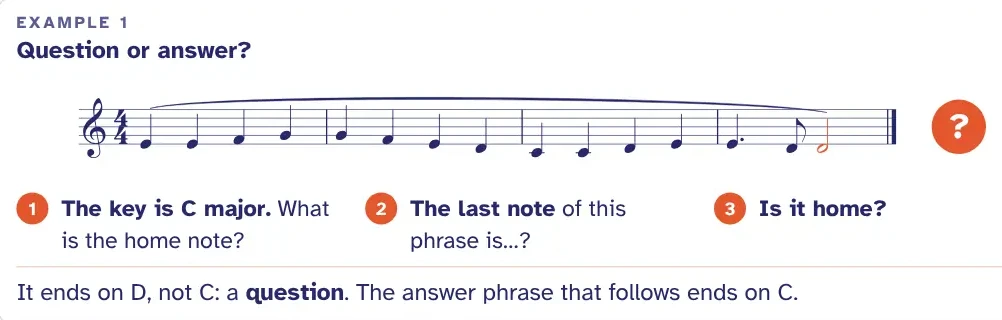 EXAMPLE 1
Question or answer?
4
4
?
1 The key is C major. What
is the home note?
2 The last note of this
phrase is...?
3 Is it home?
It ends on D, not C: a question. The answer phrase that follows ends on C.